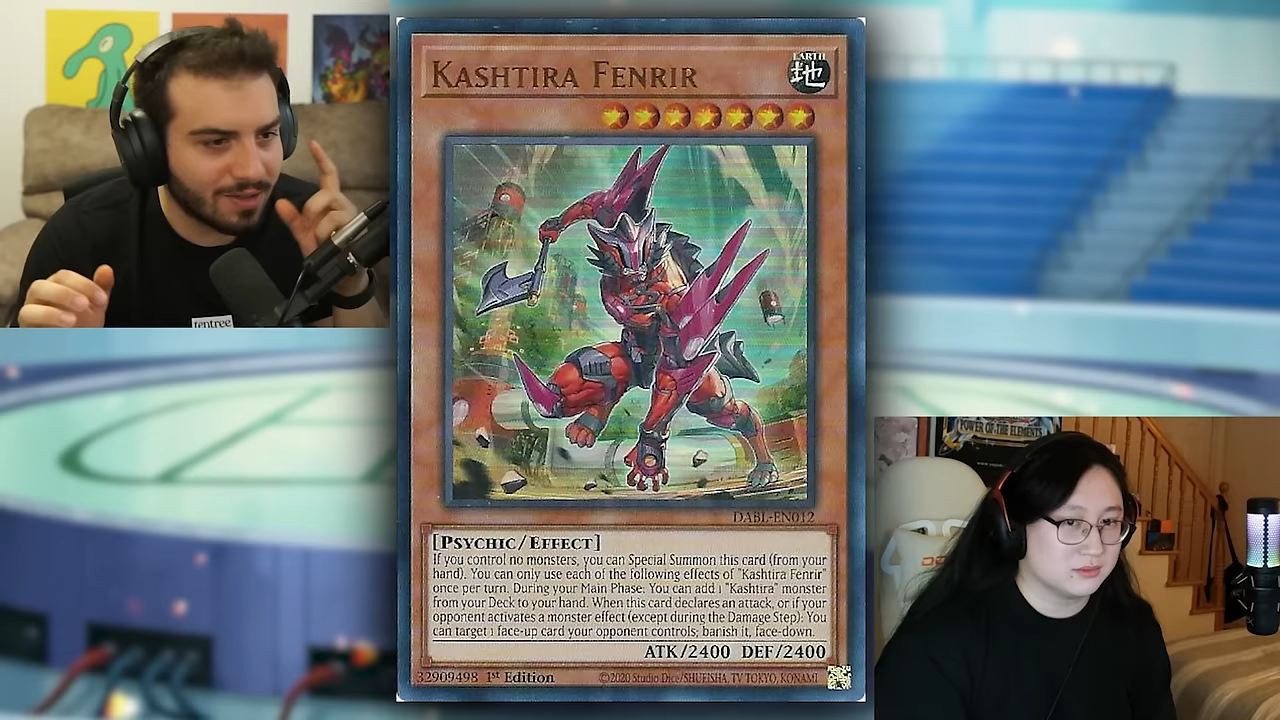 KASHTIRA FENRIR
EARTH
地
DABL-EN012
[PSYCHIC/EFFECT]
If you control no monsters, you can Special Summon this card (from your
hand). You can only use each of the following effects of "Kashtira Fenrir"
once per turn. During your Main Phase: You can add 1 "Kashtira" monster
from your Deck to your hand. When this card declares an attack, or if your
opponent activates a monster effect (except during the Damage Step): You
can target 1 face-up card your opponent controls; banish it, face-down.
ATK/2400 DEF/2400
32909498 1st Edition
©2020 Studio Dice/SHUEISHA, TV TOKYO, KONAMI
tentree
POWER OF THE ELEMENTS